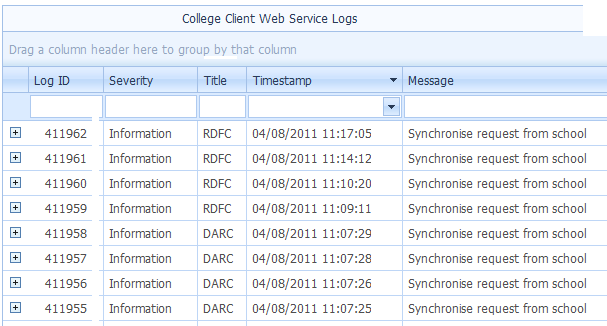 College Client Web Service Logs
Drag a column header here to group by that column
Log ID Severity Title Timestamp Message
411962 Information RDFC 04/08/2011 11:17:05 Synchronise request from school
411961 Information RDFC 04/08/2011 11:14:12 Synchronise request from school
411960 Information RDFC 04/08/2011 11:10:20 Synchronise request from school
411959 Information RDFC 04/08/2011 11:09:11 Synchronise request from school
411958 Information DARC 04/08/2011 11:07:29 Synchronise request from school
411957 Information DARC 04/08/2011 11:07:28 Synchronise request from school
411956 Information DARC 04/08/2011 11:07:26 Synchronise request from school
411955 Information DARC 04/08/2011 11:07:25 Synchronise request from school